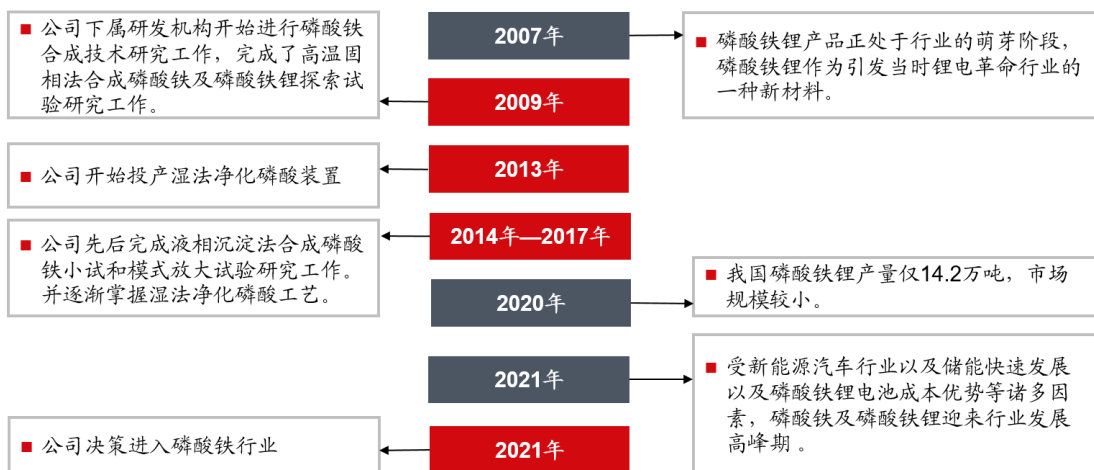 2007年
■ 磷酸铁锂产品正处于行业的萌芽阶段，
磷酸铁锂作为引发当时锂电革命行业的
一种新材料。
■ 公司下属研发机构开始进行磷酸铁
合成技术研究工作，完成了高温固
相法合成磷酸铁及磷酸铁锂探索试
验研究工作。
2009年
■ 公司开始投产湿法净化磷酸装置
2013年
■ 公司先后完成液相沉淀法合成磷酸
铁小试和模式放大试验研究工作。
并逐渐掌握湿法净化磷酸工艺。
2014年—2017年
2020年
■ 我国磷酸铁锂产量仅14.2万吨，市场
规模较小。
2021年
■ 受新能源汽车行业以及储能快速发展
以及磷酸铁锂电池成本优势等诸多因
素，磷酸铁及磷酸铁锂迎来行业发展
高峰期 。
■ 公司决策进入磷酸铁行业
2021年